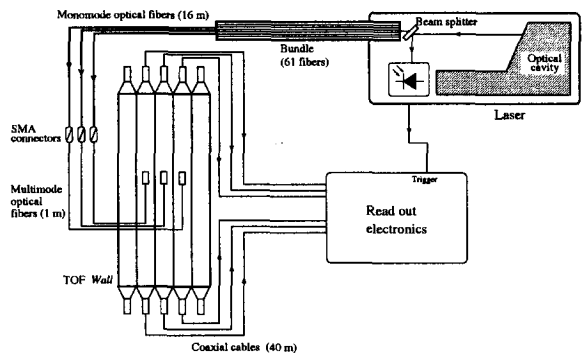 Monomode optical fibers (16 m)
Beam splitter
Bundle
(61 fibers)
Optical
cavity
Laser
SMA
connectors
Trigger
Multimode
optical
fibers (1 m)
Read out
electronics
TOF Wall
Coaxial cables (40 m)